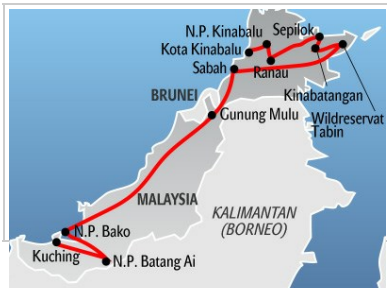 N.P. Kinabalu
Sepilok
Kota Kinabalu
Sabah
Ranau
Kinabatangan
BRUNEI
Wildreservat
Tabin
Gunung Mulu
MALAYSIA
KALIMANTAN
(BORNEO)
N.P. Bako
Kuching
N.P. Batang Ai